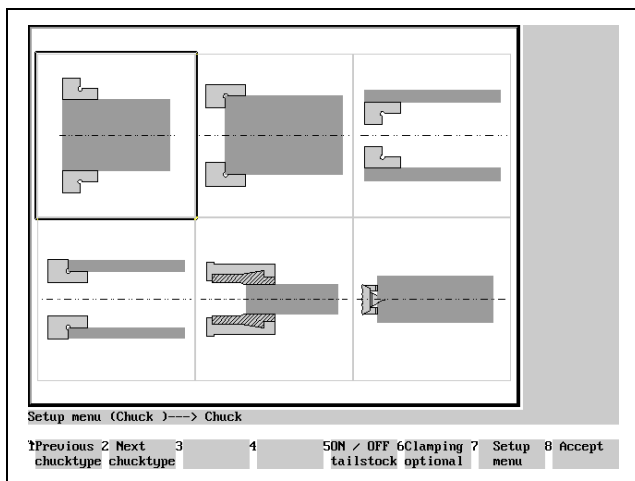 Setup menu (Chuck )---> Chuck
1Previous 2 Next 3 4 5ON / OFF 6Clamping 7 Setup 8 Accept
chucktype chucktype tailstock optional menu